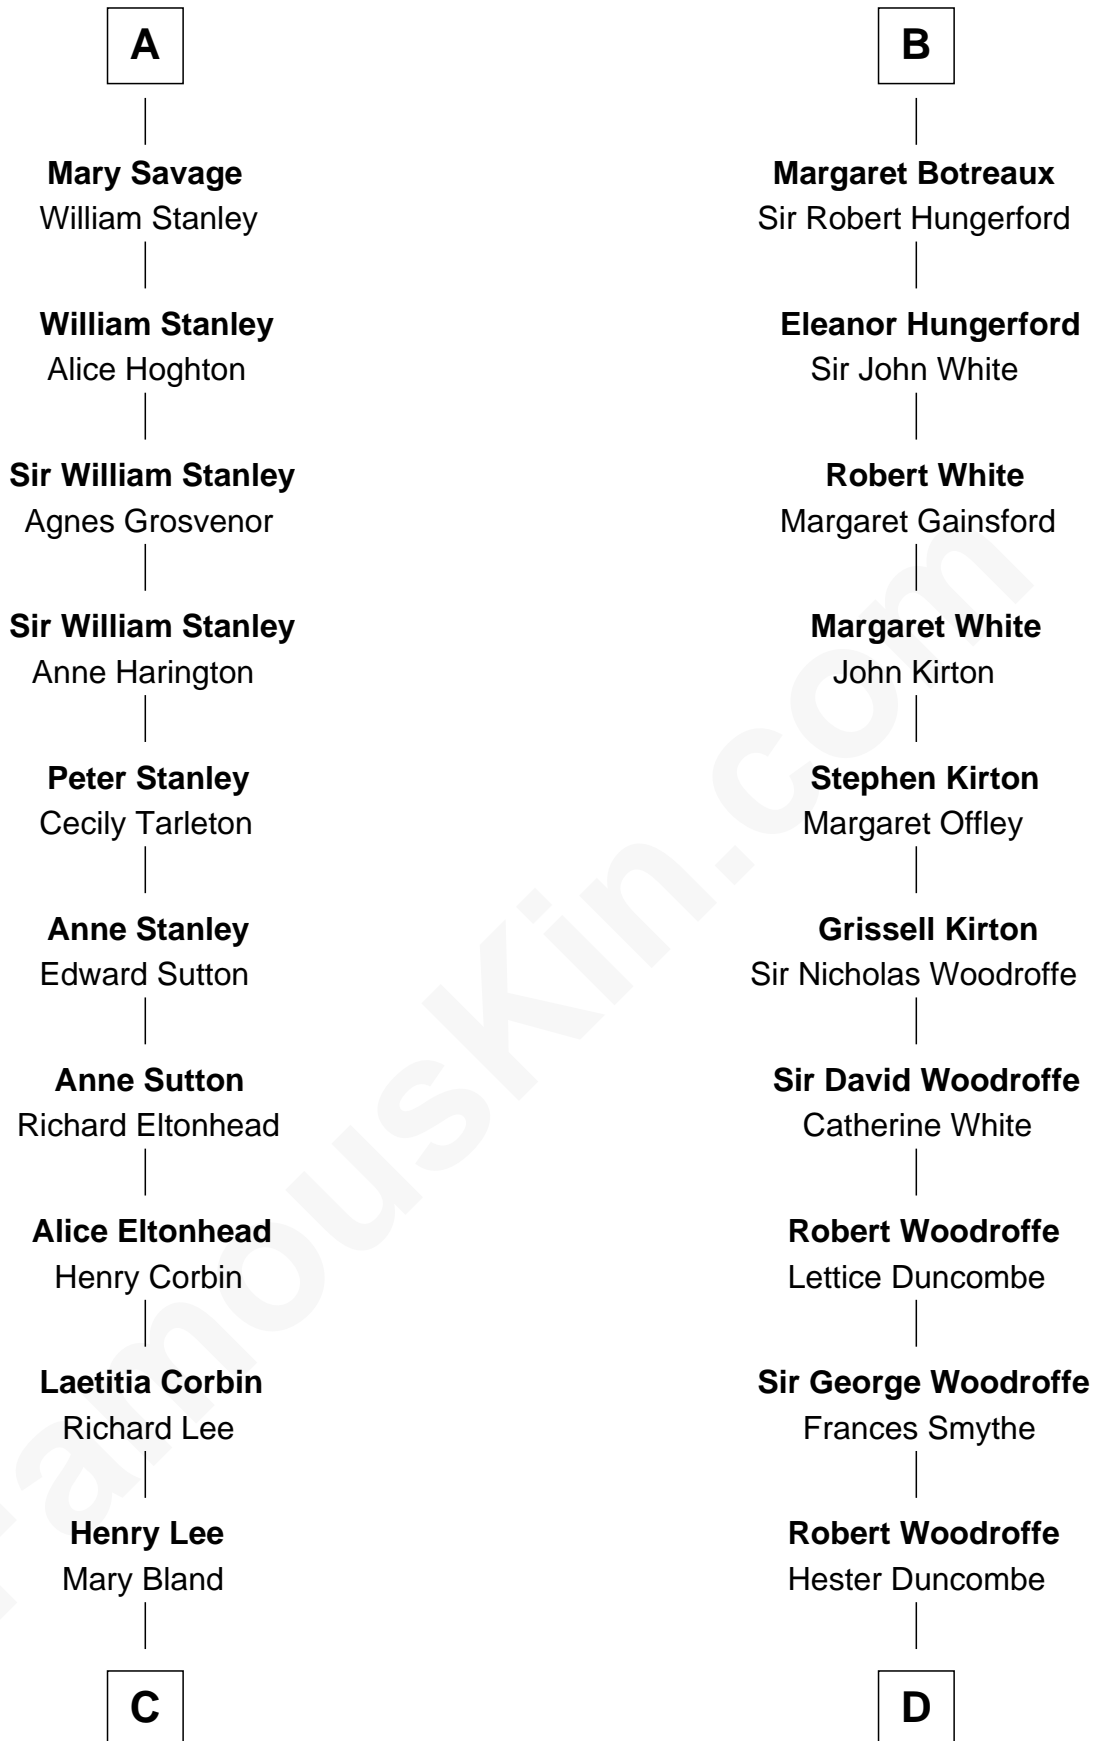 A
Mary Savage
William Stanley
William Stanley
Alice Hoghton
Sir William Stanley
Agnes Grosvenor
Sir William Stanley
Anne Harington
Peter Stanley
Cecily Tarleton
Anne Stanley
Edward Sutton
Anne Sutton
Richard Eltonhead
Alice Eltonhead
Henry Corbin
Laetitia Corbin
Richard Lee
Henry Lee
Mary Bland
C
B
Margaret Botreaux
Sir Robert Hungerford
Eleanor Hungerford
Sir John White
Robert White
Margaret Gainsford
Margaret White
John Kirton
Stephen Kirton
Margaret Offley
Grissell Kirton
Sir Nicholas Woodroffe
Sir David Woodroffe
Catherine White
Robert Woodroffe
Lettice Duncombe
Sir George Woodroffe
Frances Smythe
Robert Woodroffe
Hester Duncombe
D
FamousKin.com